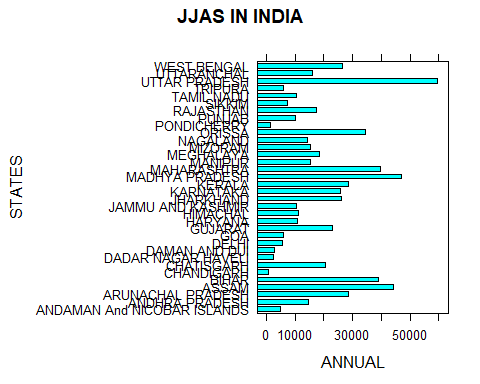 JJAS IN INDIA
STATES
WEST BENGAL
UTTARANCHAL
UTTAR PRADESH
TRIPURA
TAMIL NADU
SIKKIM
RAJASTHAN
PUNJAB
PONDICHERRY
ORISSA
NAGALAND
MIZORAM
MEGHALAYA
MANIPUR
MAHARASHTRA
MADHYA PRADESH
KERALA
KARNATAKA
JHARKHAND
JAMMU AND KASHMIR
HIMACHAL
HARYANA
GUJARAT
GOA
DELHI
DAMAN AND DUI
DADAR NAGAR HAVELI
CHATISGARH
CHANDIGARH
BIHAR
ASSAM
ARUNACHAL PRADESH
ANDHRA PRADESH
ANDAMAN And NICOBAR ISLANDS
0 10000 30000 50000
ANNUAL